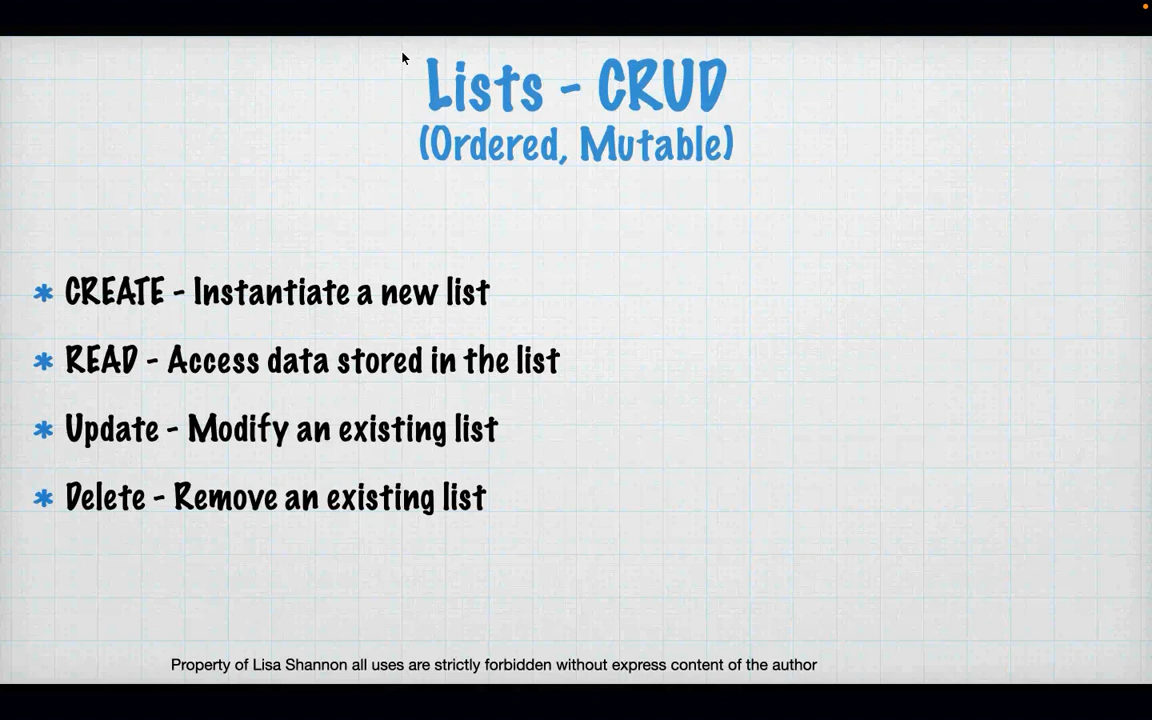 Lists - CRUD
(Ordered, Mutable)
* CREATE - Instantiate a new list
* READ - Access data stored in the list
* Update - Modify an existing list
* Delete - Remove an existing list
Property of Lisa Shannon all uses are strictly forbidden without express content of the author